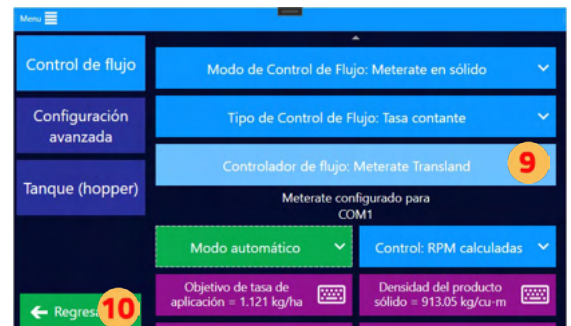 Menu
Control de flujo
Modo de Control de Flujo: Meterate en sólido
Configuración
avanzada
Tipo de Control de Flujo: Tasa contante
Controlador de flujo: Meterate Transland
9
Tanque (hopper)
Meterate configurado para
COM1
Modo automático
Control: RPM calculadas
Objetivo de tasa de
aplicación = 1.121 kg/ha
Densidad del producto
sólido = 913.05 kg/cu-m
Regres
10